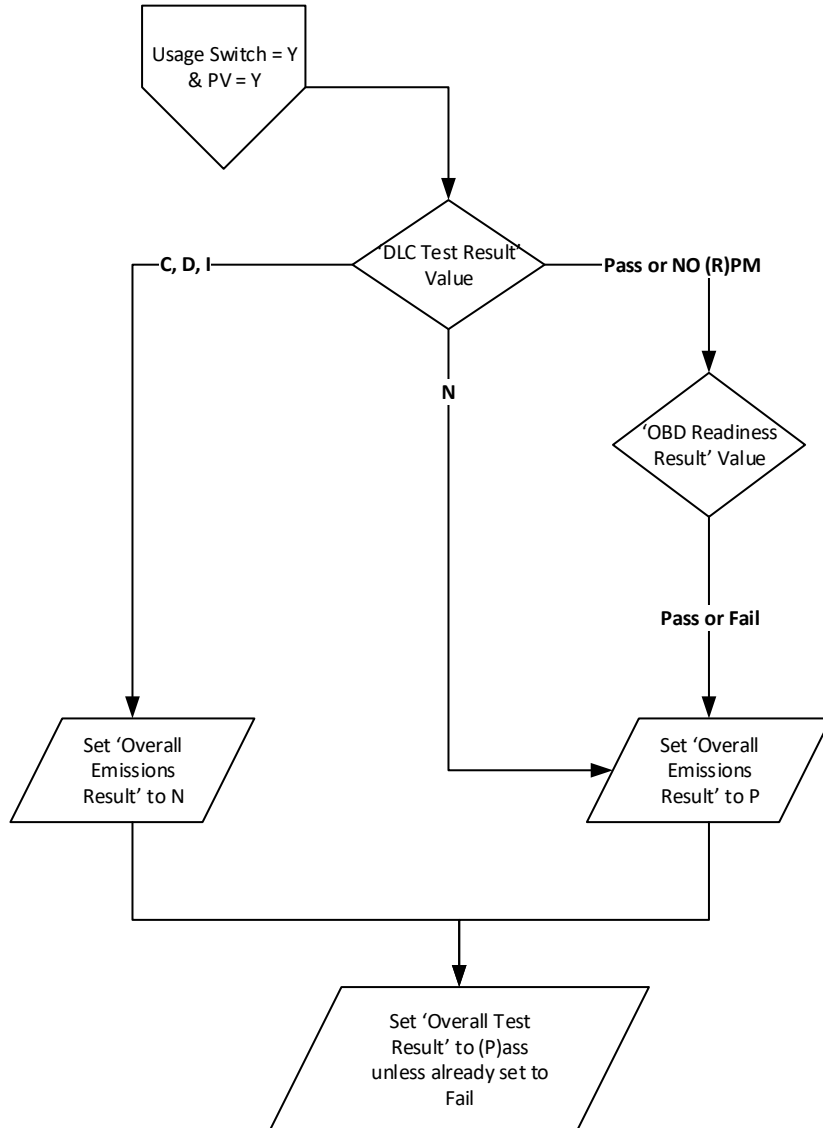 Usage Switch = Y
& PV = Y
‘DLC Test Result’
Value
C, D, I
Pass or NO (R)PM
N
‘OBD Readiness
Result’ Value
Pass or Fail
Set ‘Overall
Emissions
Result’ to N
Set ‘Overall
Emissions
Result’ to P
Set ‘Overall Test
Result’ to (P)ass
unless already set to
Fail